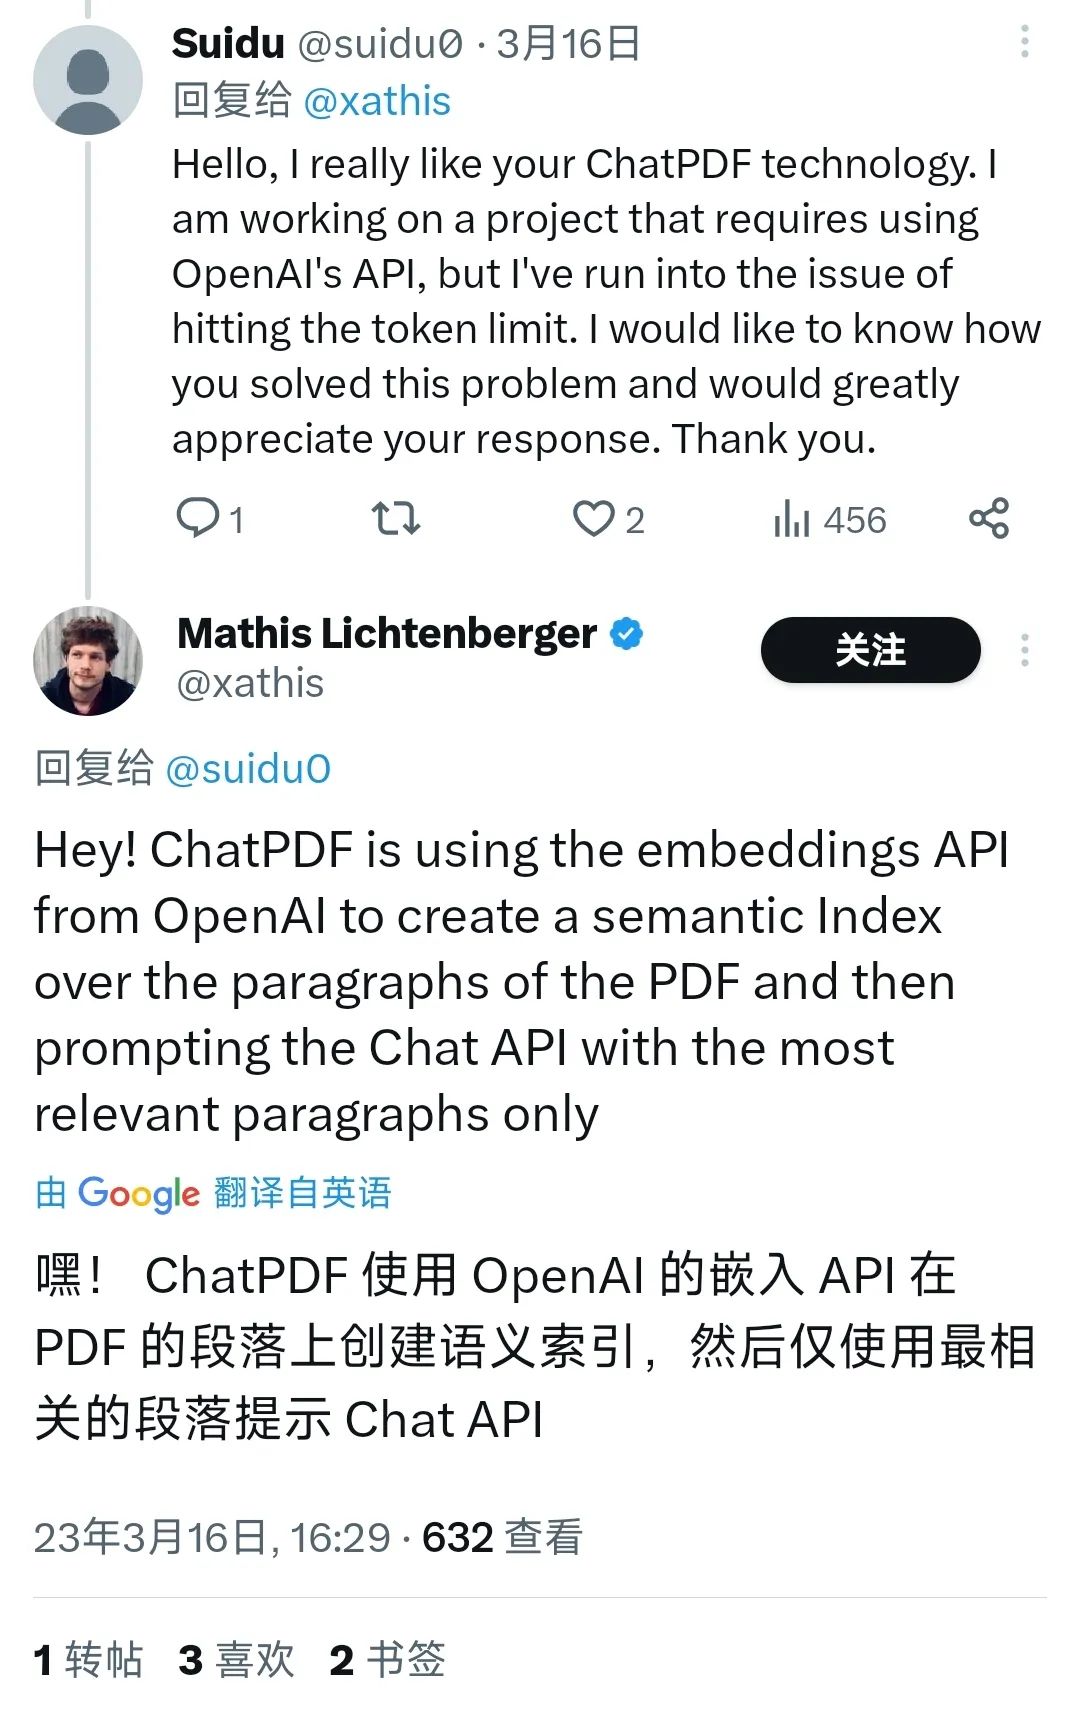 Suidu @suidu0 · 3月16日
回复给 @xathis
Hello, I really like your ChatPDF technology. I
am working on a project that requires using
OpenAI's API, but I've run into the issue of
hitting the token limit. I would like to know how
you solved this problem and would greatly
appreciate your response. Thank you.
1 2 456
Mathis Lichtenberger
@xathis
关注
回复给 @suidu0
Hey! ChatPDF is using the embeddings API
from OpenAI to create a semantic Index
over the paragraphs of the PDF and then
prompting the Chat API with the most
relevant paragraphs only
由 Google 翻译自英语
嘿！ ChatPDF 使用 OpenAI 的嵌入 API 在
PDF 的段落上创建语义索引，然后仅使用最相
关的段落提示 Chat API
23年3月16日, 16:29 · 632 查看
1 转帖 3 喜欢 2 书签